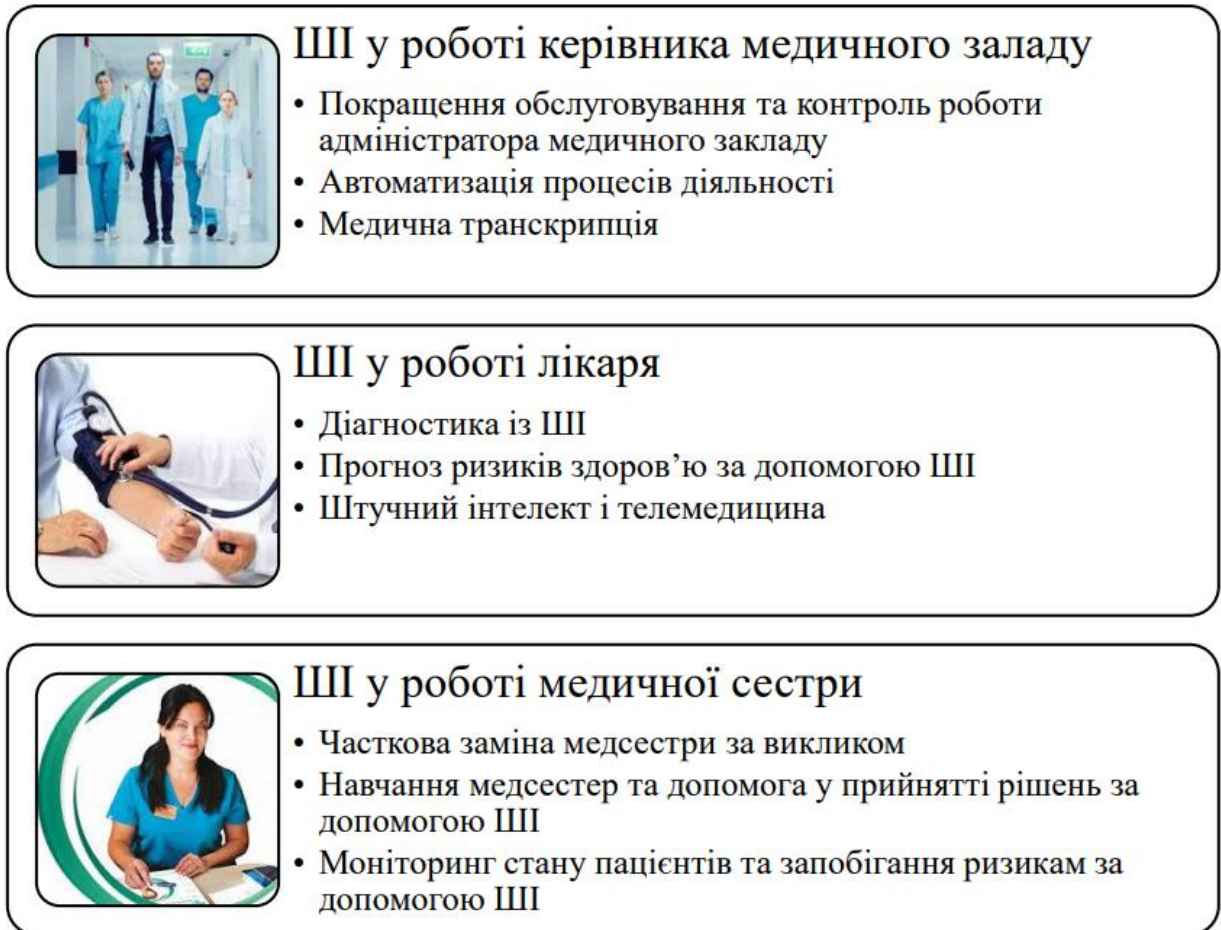 ШІ у роботі керівника медичного заладу
• Покращення обслуговування та контроль роботи
адміністратора медичного закладу
• Автоматизація процесів діяльності
• Медична транскрипція
ШІ у роботі лікаря
• Діагностика із ШІ
• Прогноз ризиків здоров’ю за допомогою ШІ
• Штучний інтелект і телемедицина
ШІ у роботі медичної сестри
• Часткова заміна медсестри за викликом
• Навчання медсестер та допомога у прийнятті рішень за
допомогою ШІ
• Моніторинг стану пацієнтів та запобігання ризикам за
допомогою ШІ